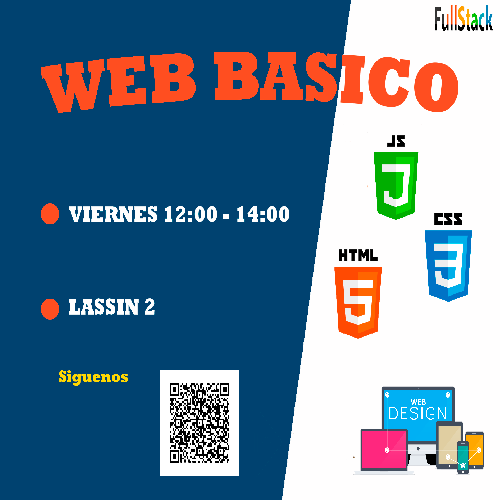 FullStack
WEB BASICO
JS
VIERNES 12:00 - 14:00
CSS
HTML
LASSIN 2
Siguenos
WEB
DESIGN